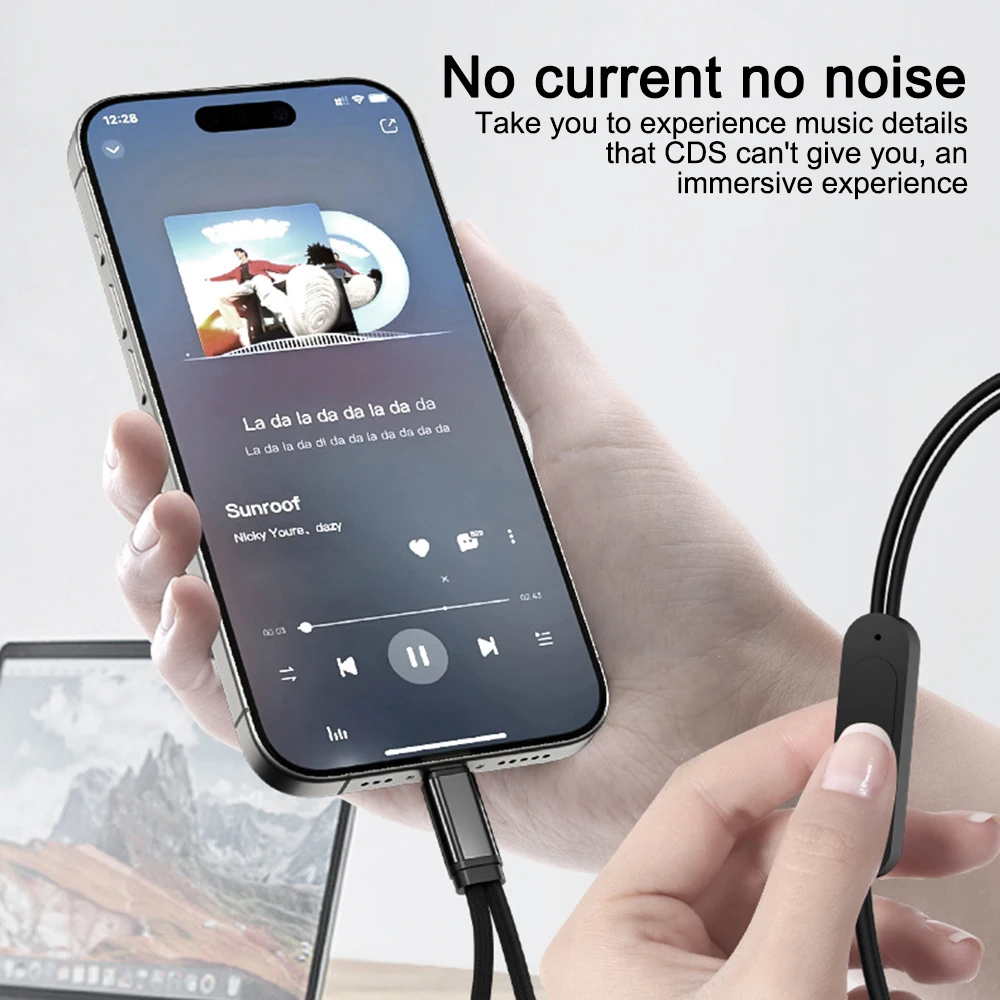 No current no noise
Take you to experience music details
that CDS can't give you, an
immersive experience
12:28
La da la da da la da da
La da la da di da da la da da da da
Sunroof
Nicky Youre、dazy
829
00:03
02:43